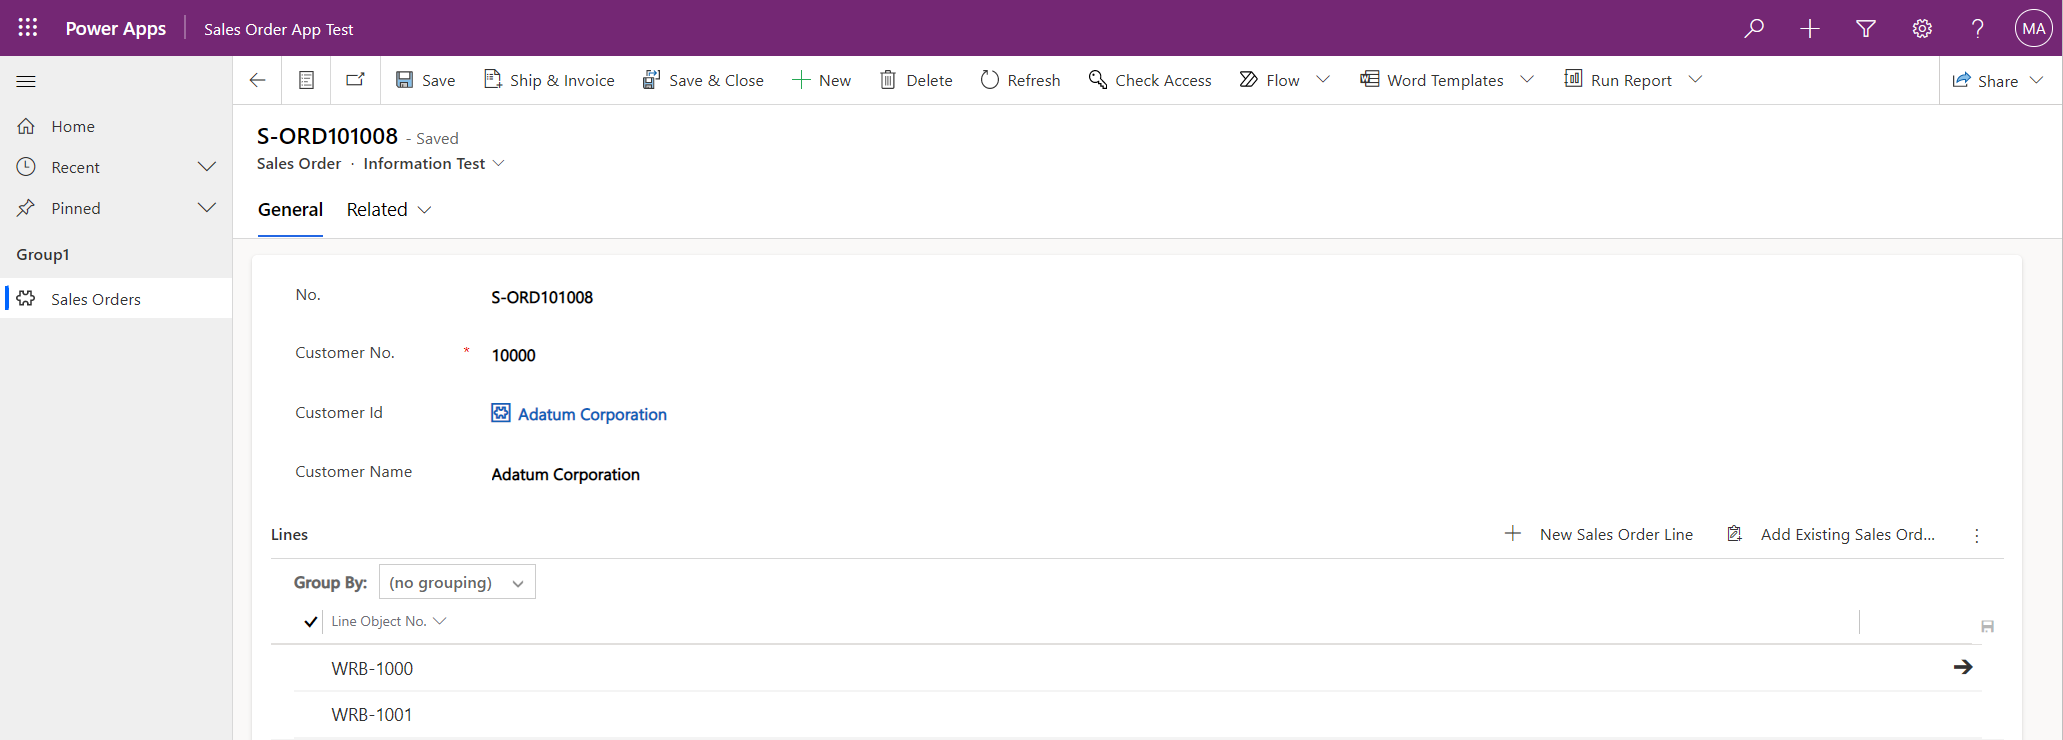 Power Apps Sales Order App Test MA
Save Ship & Invoice Save & Close New Delete Refresh Check Access Flow Word Templates Run Report Share
Home
Recent
Pinned
Group1
Sales Orders
S-ORD101008 - Saved
Sales Order · Information Test
General Related
No. S-ORD101008
Customer No. * 10000
Customer Id Adatum Corporation
Customer Name Adatum Corporation
Lines New Sales Order Line Add Existing Sales Ord...
Group By: (no grouping)
Line Object No.
WRB-1000
WRB-1001